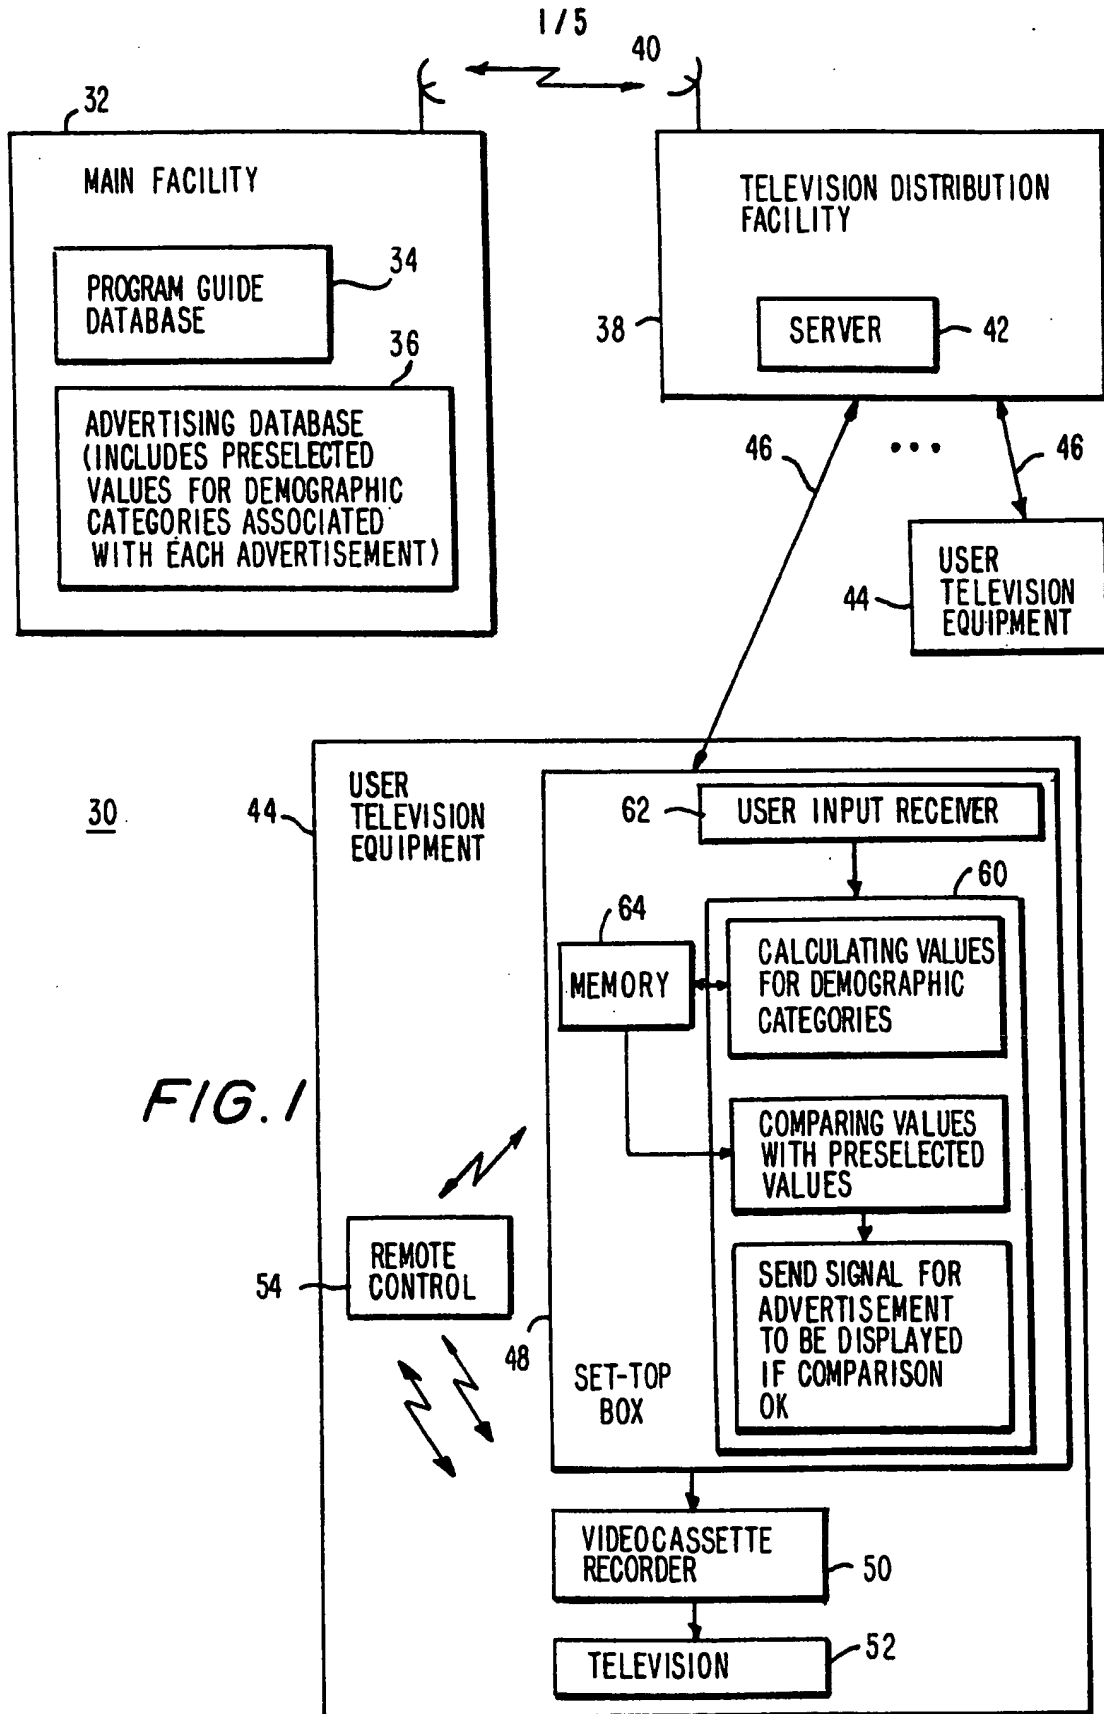 1/5
40
32
MAIN FACILITY
34
PROGRAM GUIDE
DATABASE
36
ADVERTISING DATABASE
(INCLUDES PRESELECTED
VALUES FOR DEMOGRAPHIC
CATEGORIES ASSOCIATED
WITH EACH ADVERTISEMENT)
TELEVISION DISTRIBUTION
FACILITY
38
SERVER
42
46
•••
46
44
USER
TELEVISION
EQUIPMENT
30
44
USER
TELEVISION
EQUIPMENT
62
USER INPUT RECEIVER
60
64
MEMORY
CALCULATING VALUES
FOR DEMOGRAPHIC
CATEGORIES
FIG. 1
COMPARING VALUES
WITH PRESELECTED
VALUES
54
REMOTE
CONTROL
SEND SIGNAL FOR
ADVERTISEMENT
TO BE DISPLAYED
IF COMPARISON
OK
48
SET-TOP
BOX
VIDEOCASSETTE
RECORDER
50
TELEVISION
52